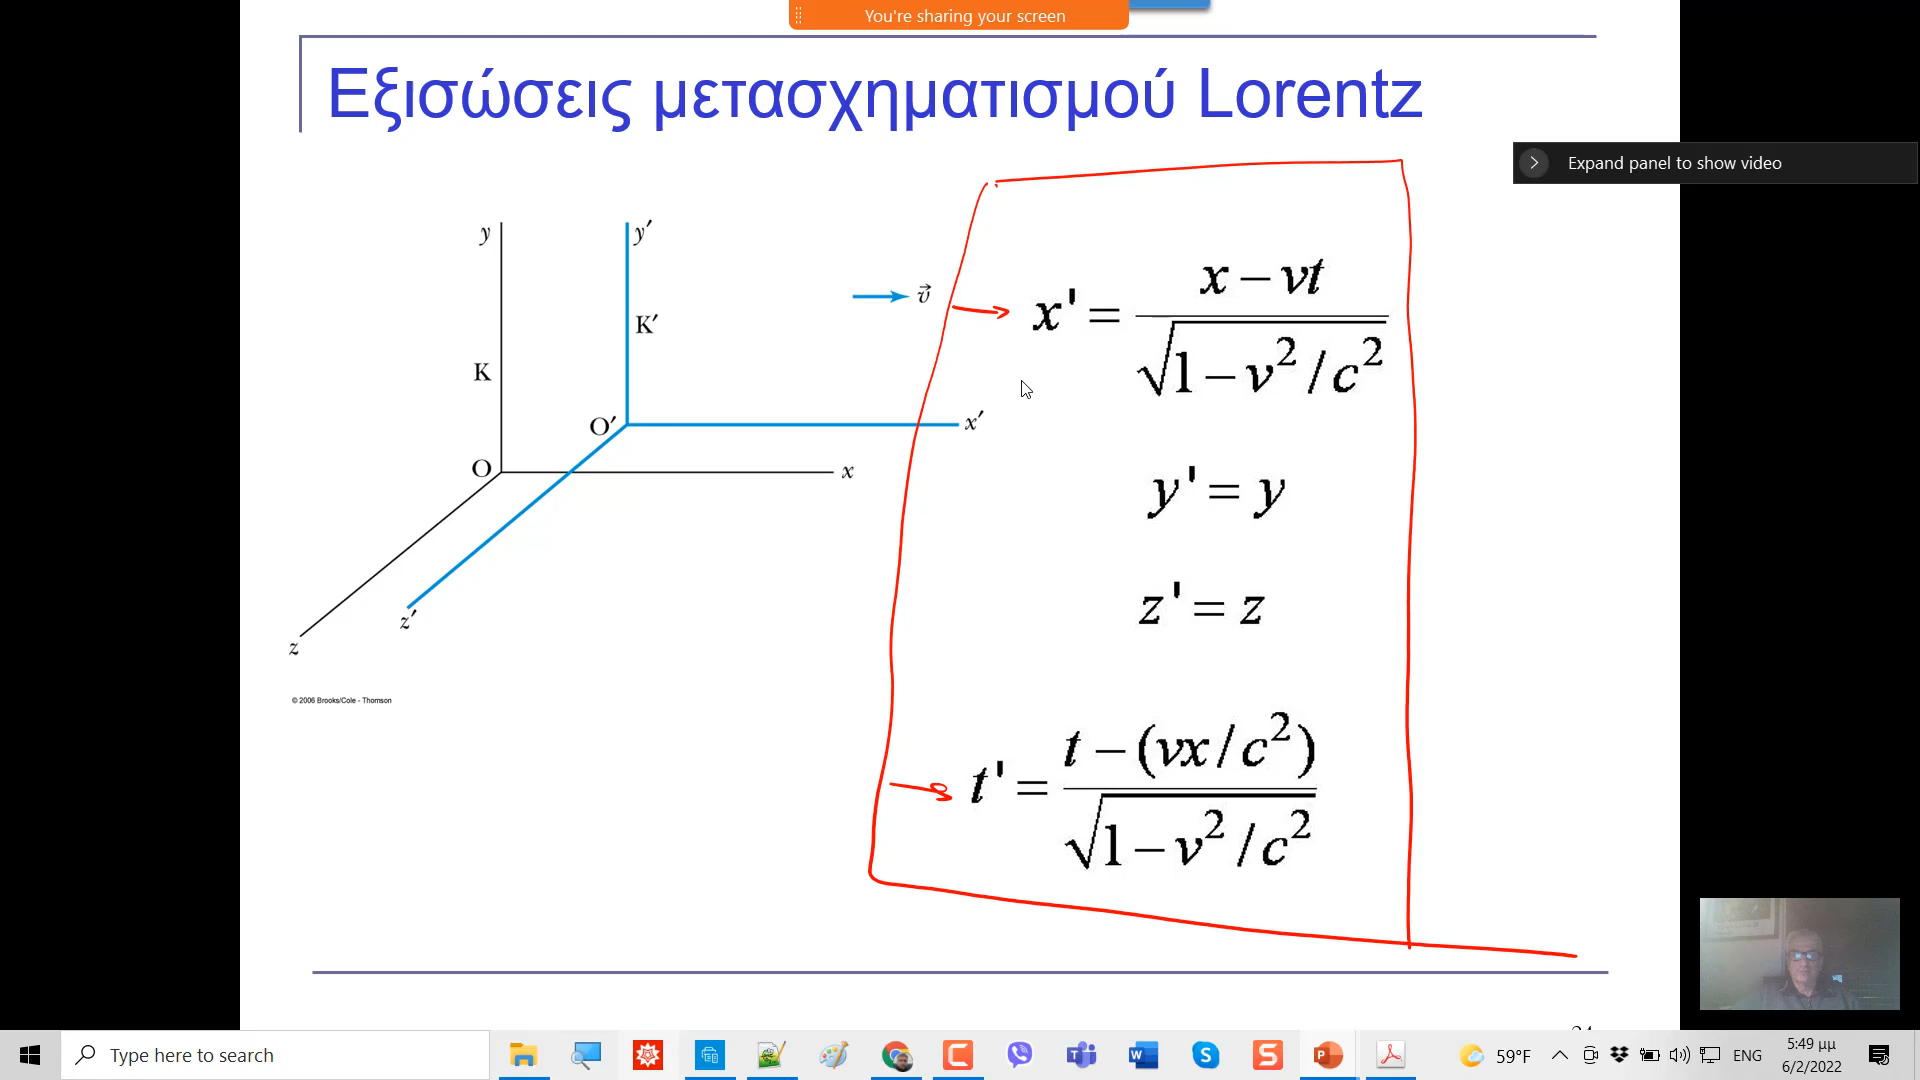 You're sharing your screen
Εξισώσεις μετασχηματισμού Lorentz
Expand panel to show video
y
y′
K′
v⃗
K
O′
x′
O
x
z′
z
© 2006 Brooks/Cole - Thomson
x' = (x − vt) / √(1 − v²/c²)
y' = y
z' = z
t' = (t − (vx/c²)) / √(1 − v²/c²)
Type here to search
59°F
ENG
5:49 μμ
6/2/2022